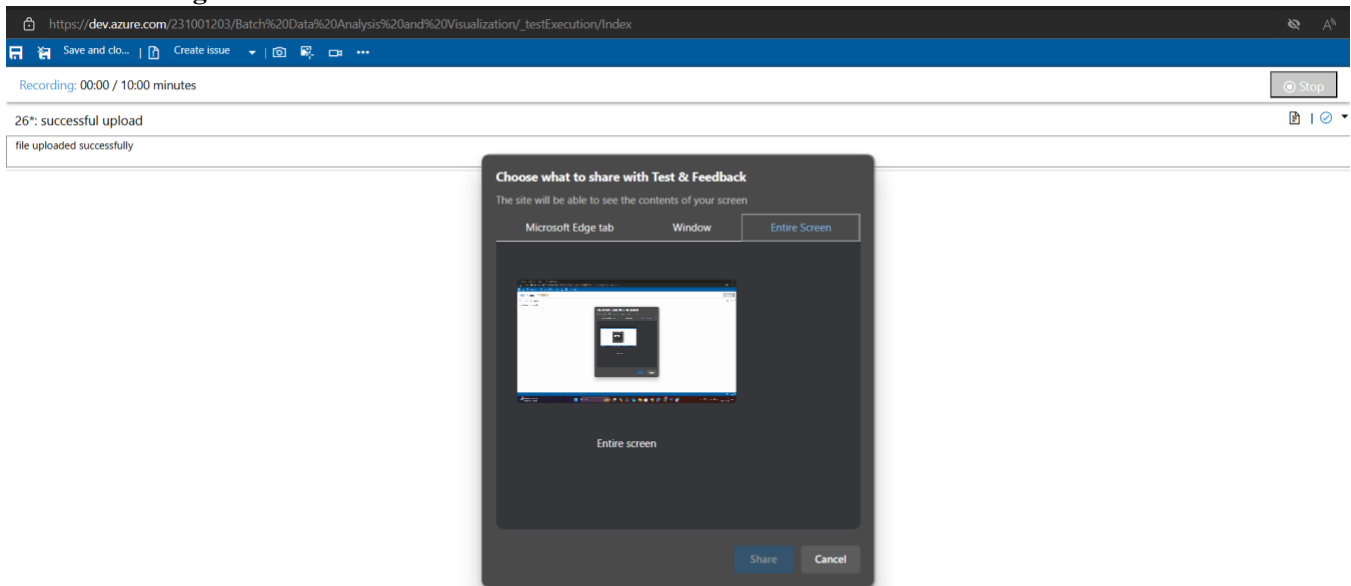 https://dev.azure.com/231001203/Batch%20Data%20Analysis%20and%20Visualization/_testExecution/Index
Save and clo... Create issue
Recording: 00:00 / 10:00 minutes
Stop
26*: successful upload
file uploaded successfully
Choose what to share with Test & Feedback
The site will be able to see the contents of your screen
Microsoft Edge tab Window Entire Screen
Entire screen
Share Cancel